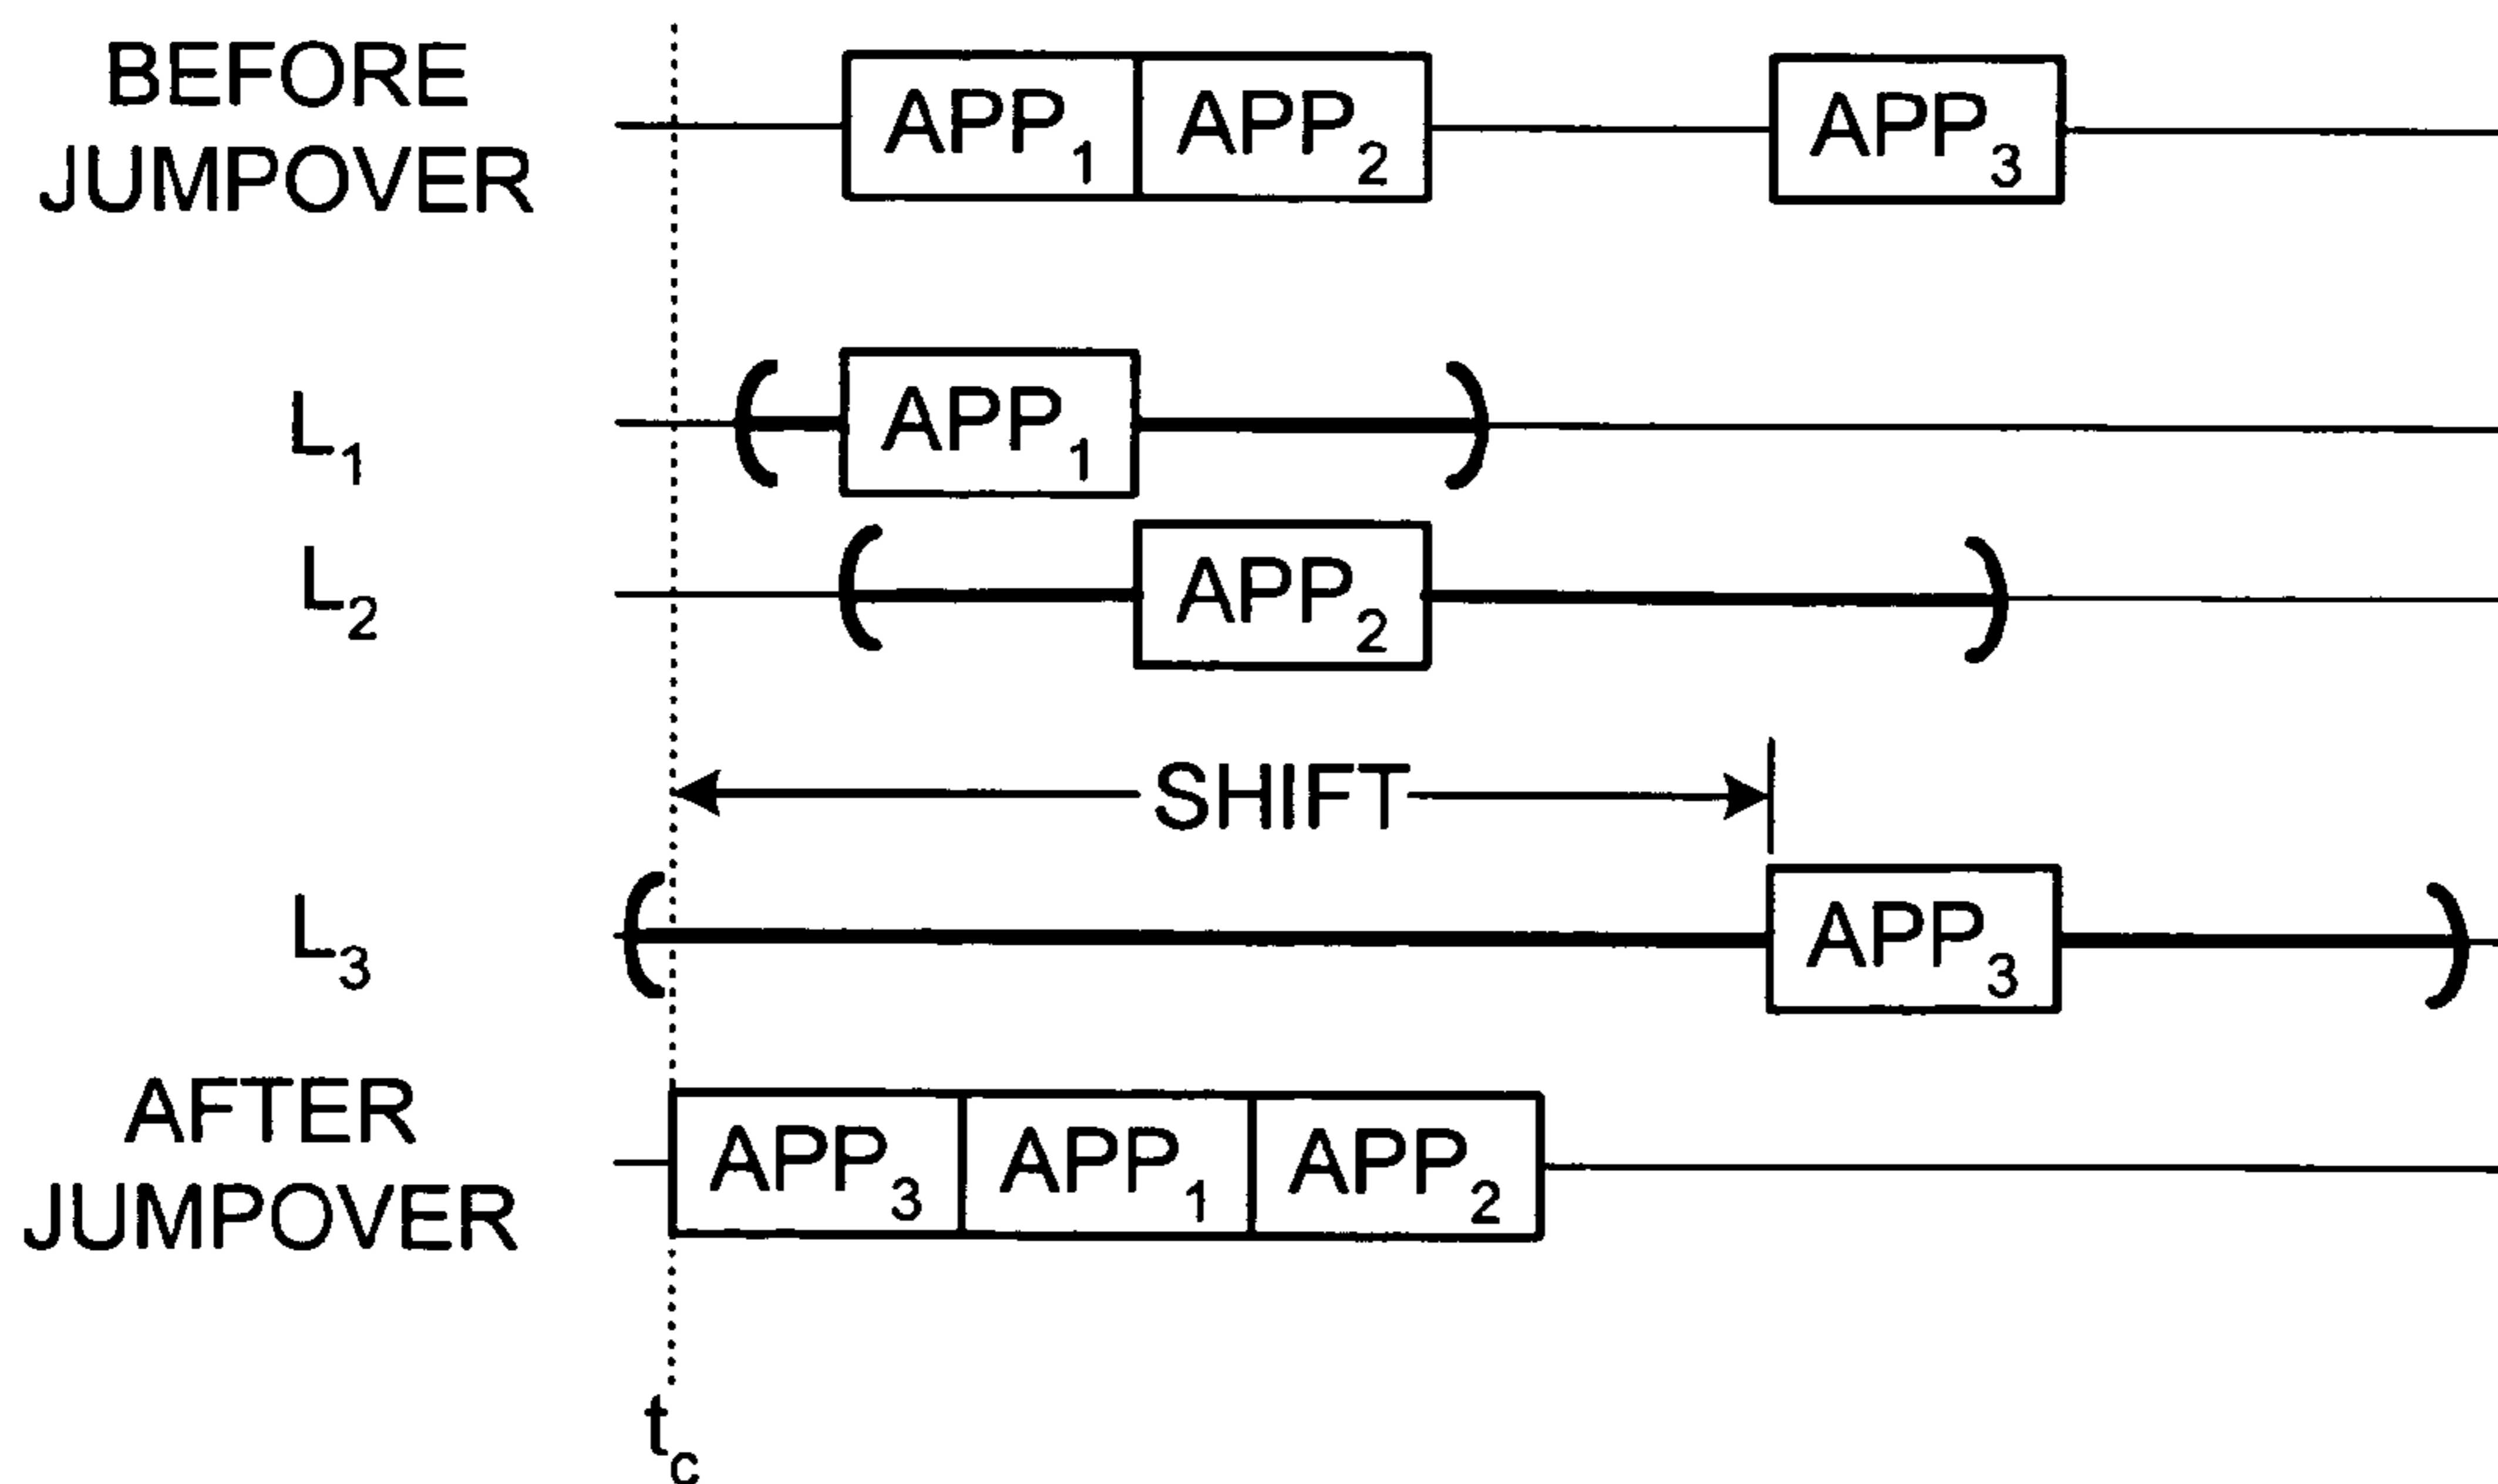 BEFORE
JUMPOVER
APP1 APP2 APP3
L1 APP1
L2 APP2
SHIFT
L3 APP3
AFTER
JUMPOVER
APP3 APP1 APP2
tc